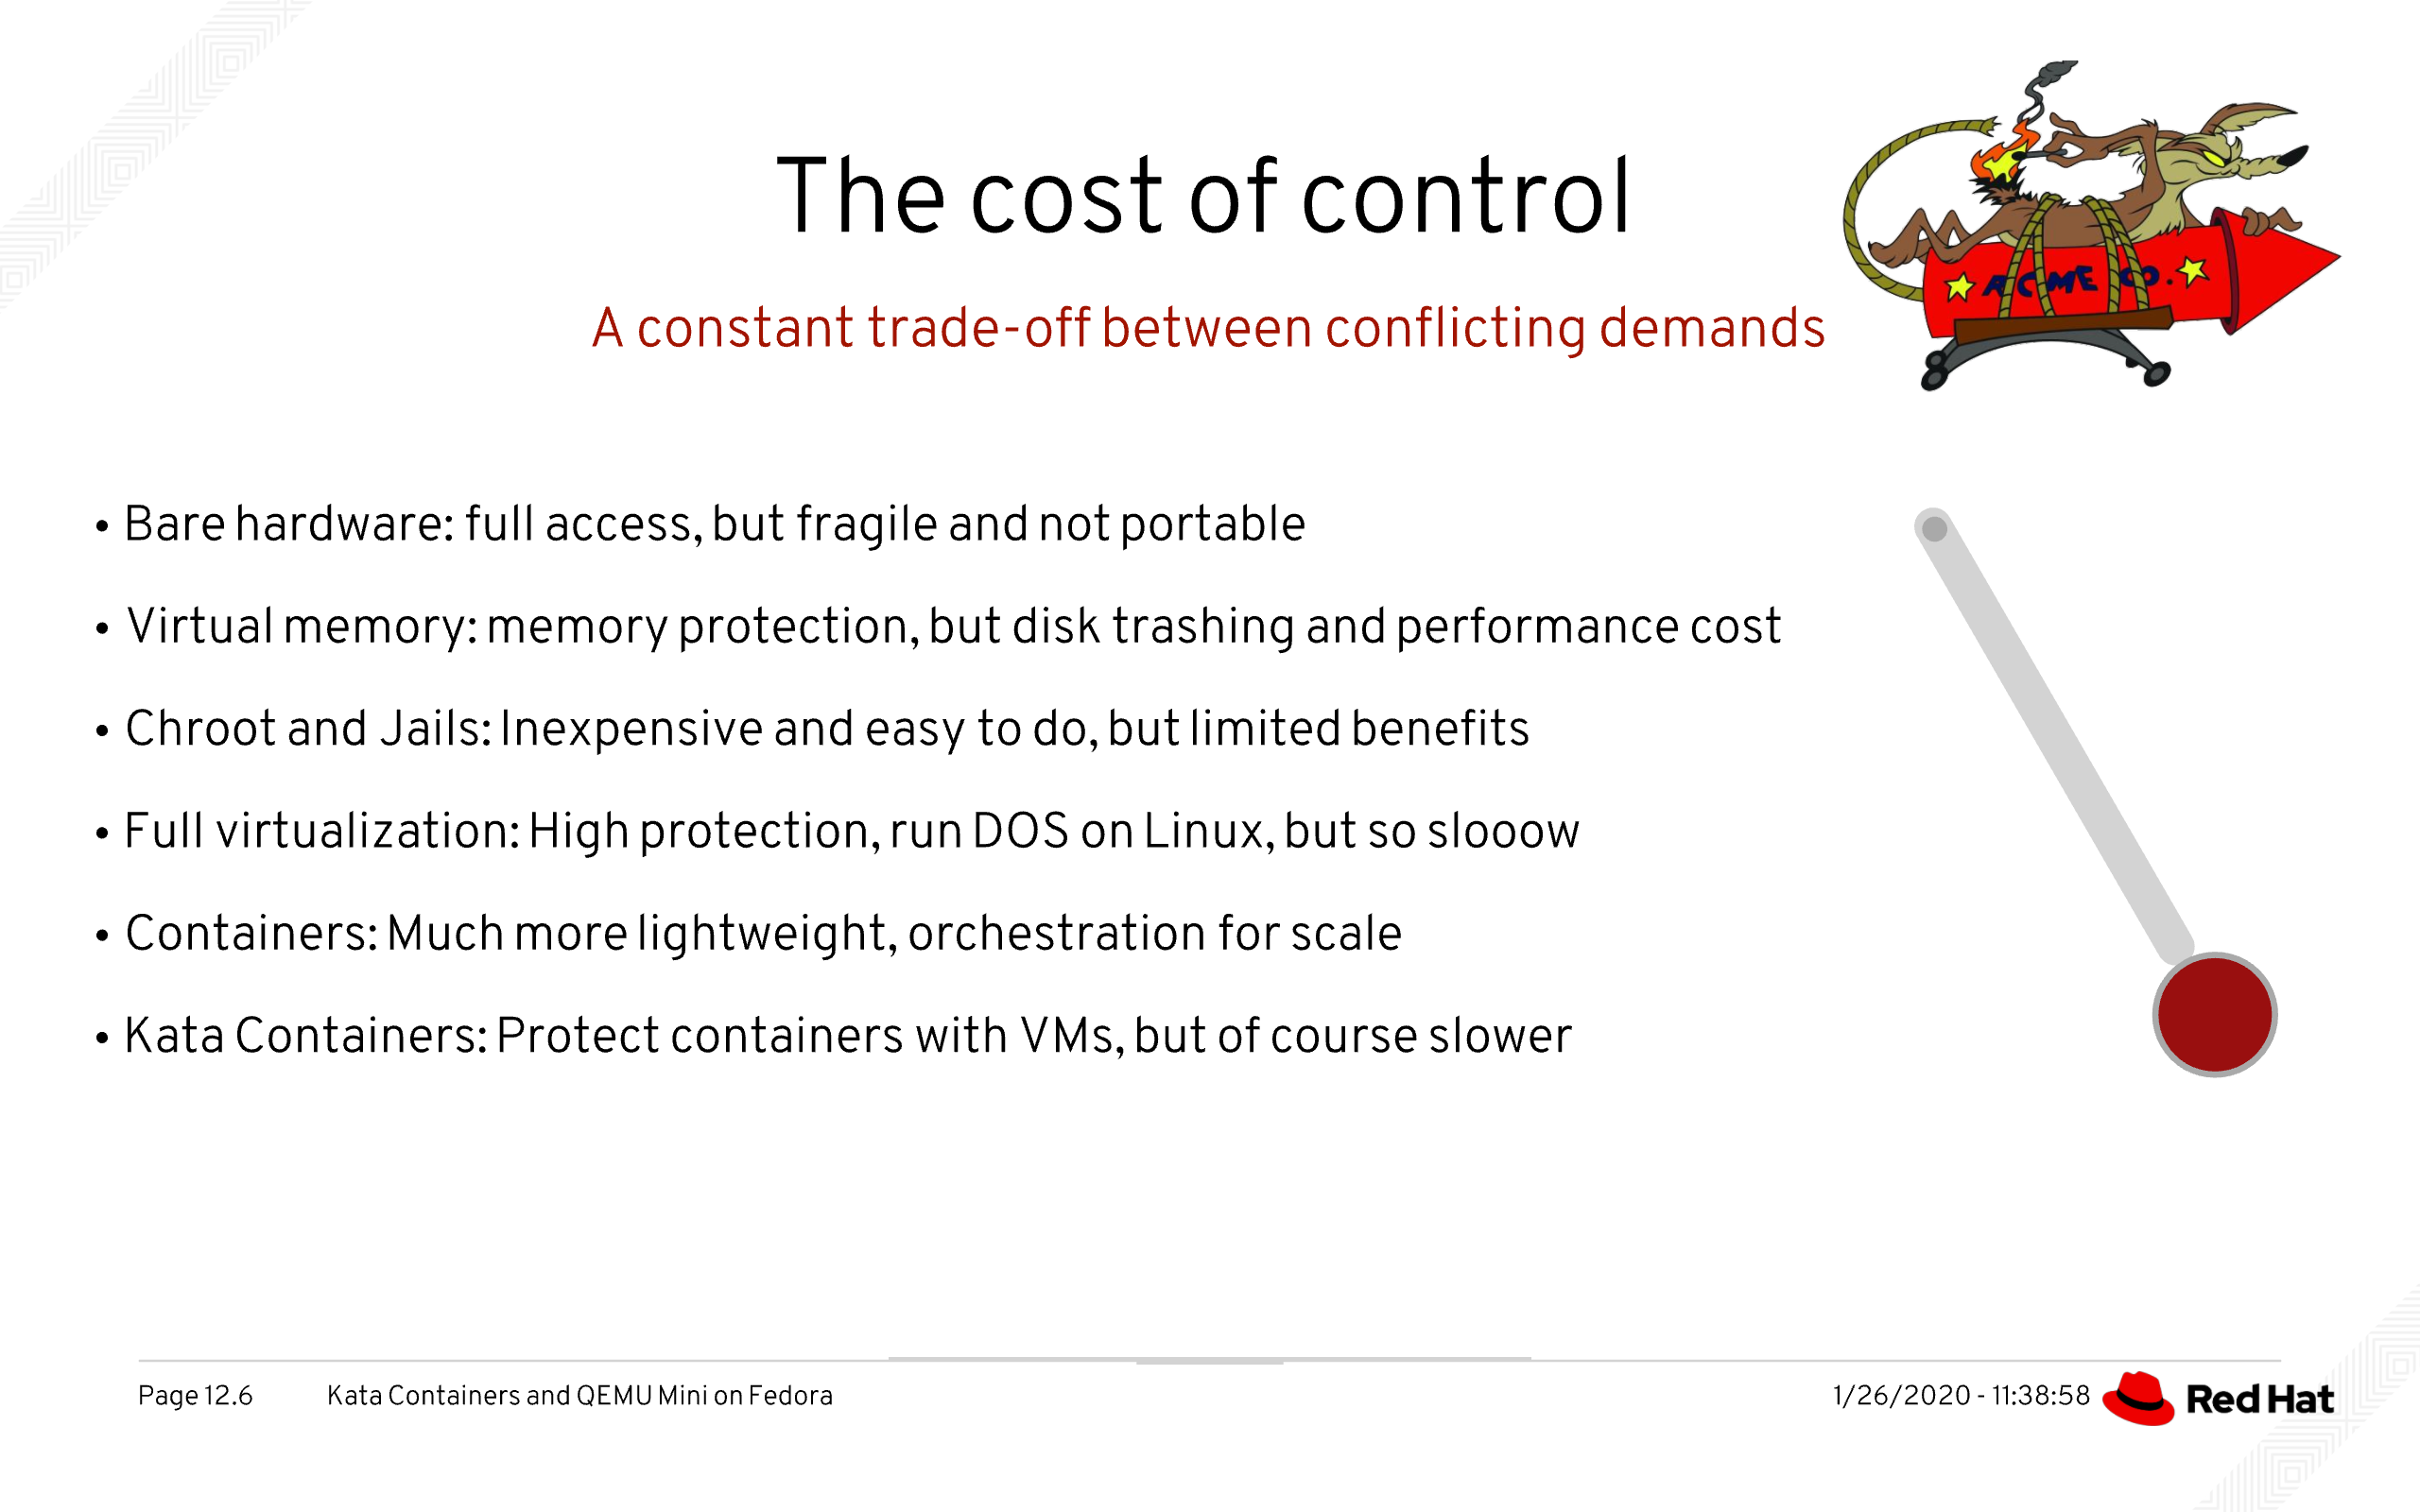 The cost of control
A constant trade-off between conflicting demands
ACME CO.
• Bare hardware: full access, but fragile and not portable
• Virtual memory: memory protection, but disk trashing and performance cost
• Chroot and Jails: Inexpensive and easy to do, but limited benefits
• Full virtualization: High protection, run DOS on Linux, but so slooow
• Containers: Much more lightweight, orchestration for scale
• Kata Containers: Protect containers with VMs, but of course slower
Page 12.6 Kata Containers and QEMU Mini on Fedora 1/26/2020 - 11:38:58 Red Hat